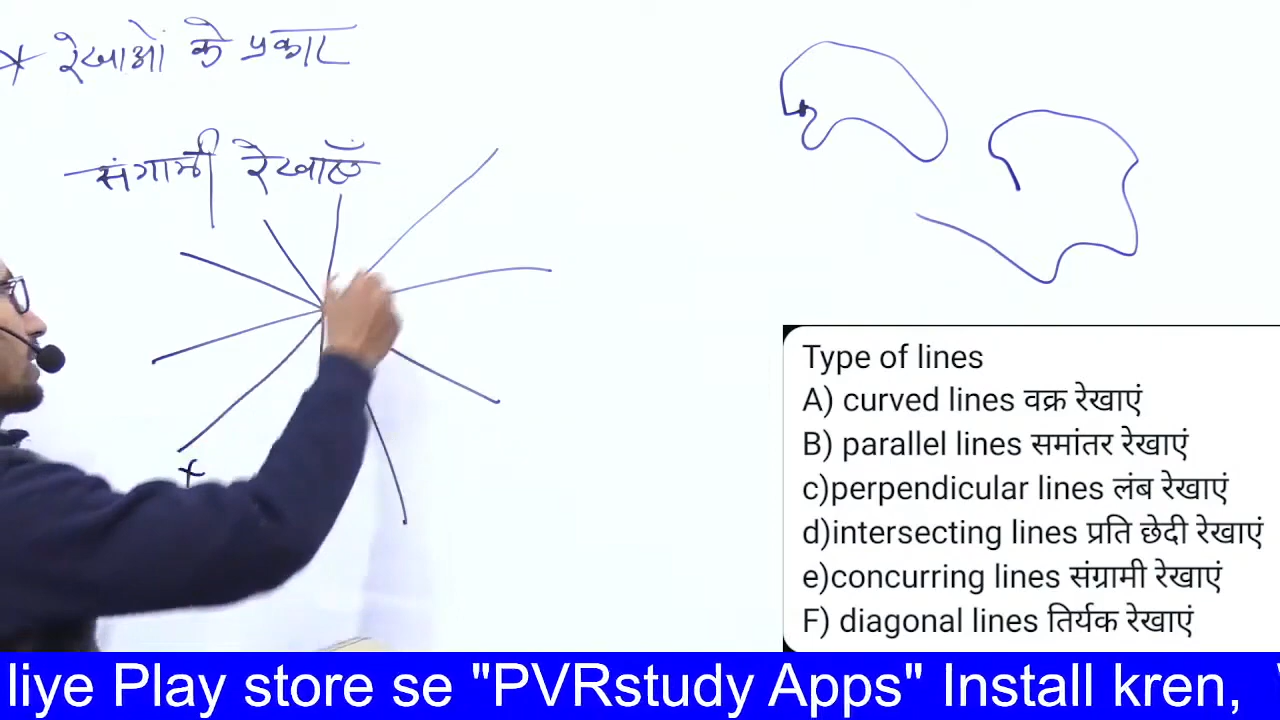 * रेखाओं के प्रकार
संगामी रेखाएँ
Type of lines
A) curved lines वक्र रेखाएं
B) parallel lines समांतर रेखाएं
c)perpendicular lines लंब रेखाएं
d)intersecting lines प्रति छेदी रेखाएं
e)concurring lines संग्रामी रेखाएं
F) diagonal lines तिर्यक रेखाएं
liye Play store se "PVRstudy Apps" Install kren,